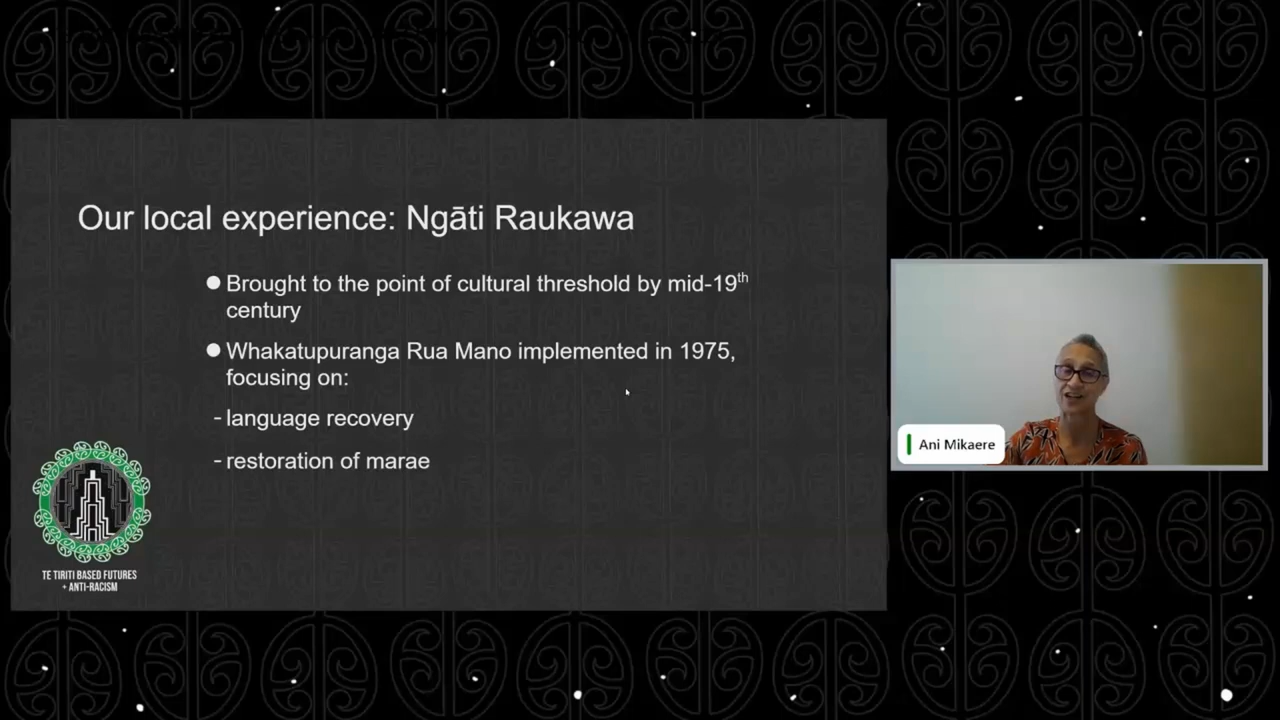 Our local experience: Ngāti Raukawa
● Brought to the point of cultural threshold by mid-19th
century
● Whakatupuranga Rua Mano implemented in 1975,
focusing on:
- language recovery
- restoration of marae
TE TIRITI BASED FUTURES
+ ANTI-RACISM
Ani Mikaere